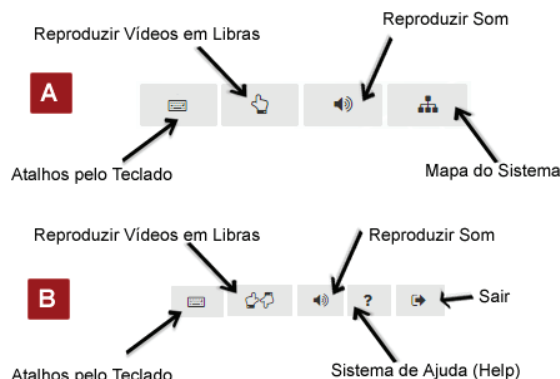 Reproduzir Som
Reproduzir Vídeos em Libras
A
Atalhos pelo Teclado
Mapa do Sistema
Reproduzir Vídeos em Libras
Reproduzir Som
B
?
Sair
Atalhos pelo Teclado
Sistema de Ajuda (Help)